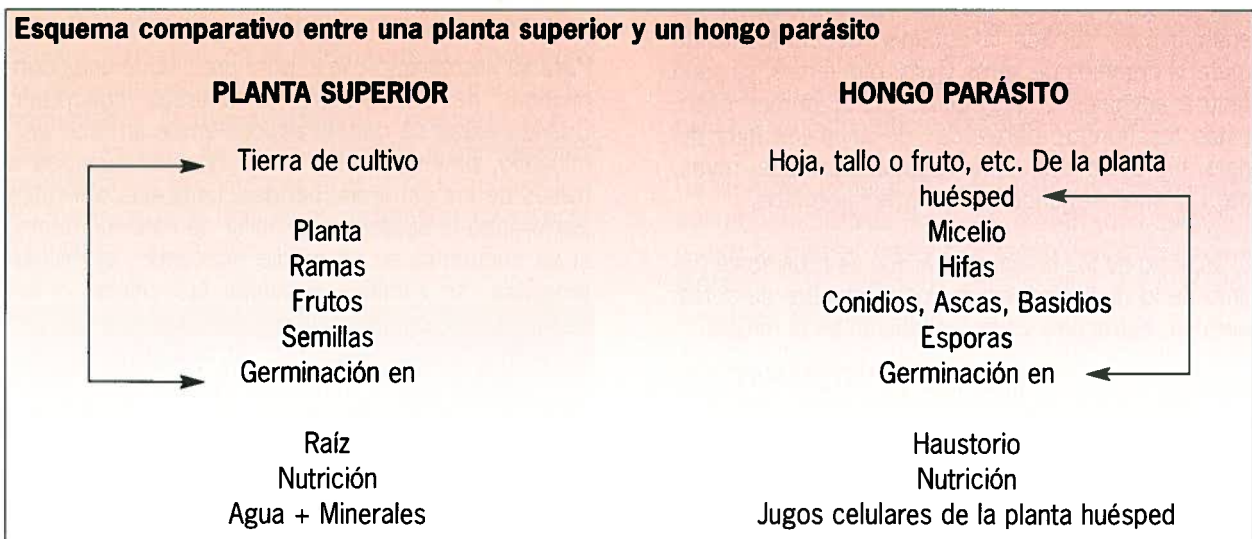 Esquema comparativo entre una planta superior y un hongo parásito
PLANTA SUPERIOR
Tierra de cultivo
Planta
Ramas
Frutos
Semillas
Germinación en
Raíz
Nutrición
Agua + Minerales
HONGO PARÁSITO
Hoja, tallo o fruto, etc. De la planta
huésped
Micelio
Hifas
Conidios, Ascas, Basidios
Esporas
Germinación en
Haustorio
Nutrición
Jugos celulares de la planta huésped